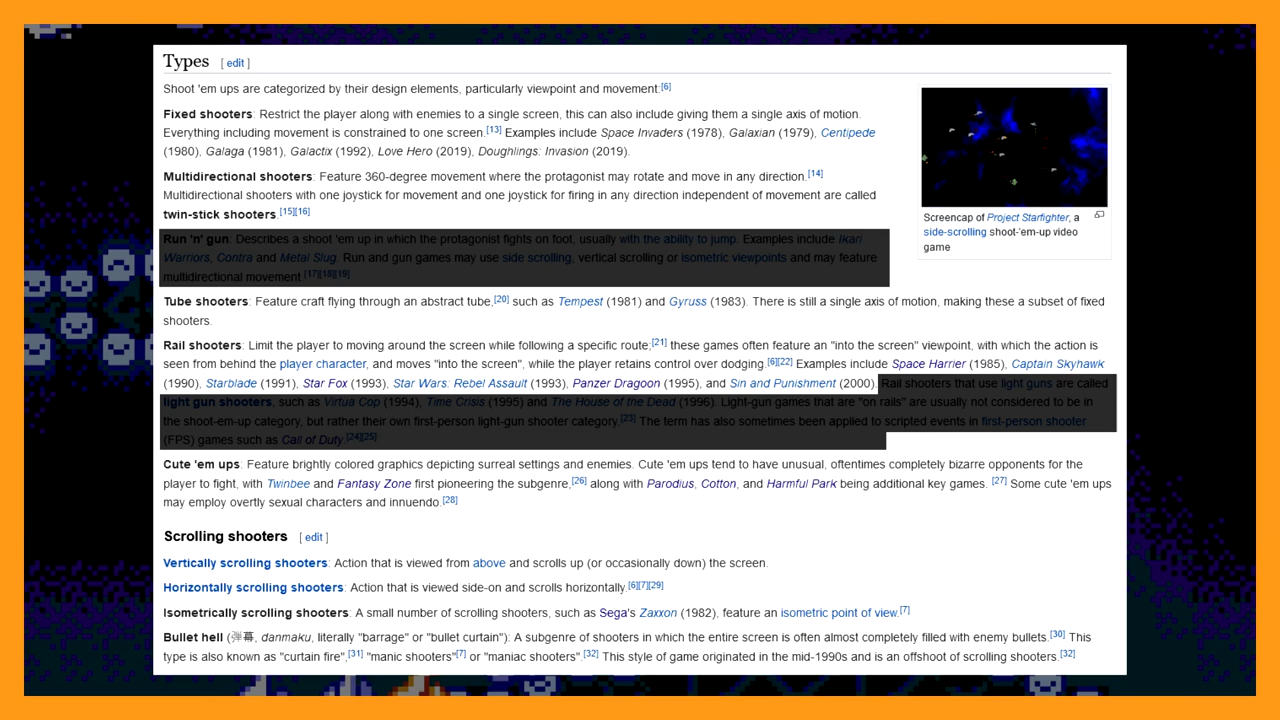 Types [ edit ]
Shoot 'em ups are categorized by their design elements, particularly viewpoint and movement:[6]
Fixed shooters: Restrict the player along with enemies to a single screen, this can also include giving them a single axis of motion.
Everything including movement is constrained to one screen.[13] Examples include Space Invaders (1978), Galaxian (1979), Centipede
(1980), Galaga (1981), Galactix (1992), Love Hero (2019), Doughlings: Invasion (2019).
Multidirectional shooters: Feature 360-degree movement where the protagonist may rotate and move in any direction.[14]
Multidirectional shooters with one joystick for movement and one joystick for firing in any direction independent of movement are called
twin-stick shooters.[15][16]
Run 'n' gun: Describes a shoot 'em up in which the protagonist fights on foot, usually with the ability to jump. Examples include Ikari
Warriors, Contra and Metal Slug. Run and gun games may use side scrolling, vertical scrolling or isometric viewpoints and may feature
multidirectional movement.[17][18][19]
Screencap of Project Starfighter, a
side-scrolling shoot-'em-up video
game
Tube shooters: Feature craft flying through an abstract tube,[20] such as Tempest (1981) and Gyruss (1983). There is still a single axis of motion, making these a subset of fixed
shooters.
Rail shooters: Limit the player to moving around the screen while following a specific route;[21] these games often feature an "into the screen" viewpoint, with which the action is
seen from behind the player character, and moves "into the screen", while the player retains control over dodging.[6][22] Examples include Space Harrier (1985), Captain Skyhawk
(1990), Starblade (1991), Star Fox (1993), Star Wars: Rebel Assault (1993), Panzer Dragoon (1995), and Sin and Punishment (2000). Rail shooters that use light guns are called
light gun shooters, such as Virtua Cop (1994), Time Crisis (1995) and The House of the Dead (1996). Light-gun games that are "on rails" are usually not considered to be in
the shoot-em-up category, but rather their own first-person light-gun shooter category.[23] The term has also sometimes been applied to scripted events in first-person shooter
(FPS) games such as Call of Duty.[24][25]
Cute 'em ups: Feature brightly colored graphics depicting surreal settings and enemies. Cute 'em ups tend to have unusual, oftentimes completely bizarre opponents for the
player to fight, with Twinbee and Fantasy Zone first pioneering the subgenre,[26] along with Parodius, Cotton, and Harmful Park being additional key games. [27] Some cute 'em ups
may employ overtly sexual characters and innuendo.[28]
Scrolling shooters [ edit ]
Vertically scrolling shooters: Action that is viewed from above and scrolls up (or occasionally down) the screen.
Horizontally scrolling shooters: Action that is viewed side-on and scrolls horizontally.[6][7][29]
Isometrically scrolling shooters: A small number of scrolling shooters, such as Sega's Zaxxon (1982), feature an isometric point of view.[7]
Bullet hell (弾幕, danmaku, literally "barrage" or "bullet curtain"): A subgenre of shooters in which the entire screen is often almost completely filled with enemy bullets.[30] This
type is also known as "curtain fire",[31] "manic shooters"[7] or "maniac shooters".[32] This style of game originated in the mid-1990s and is an offshoot of scrolling shooters.[32]